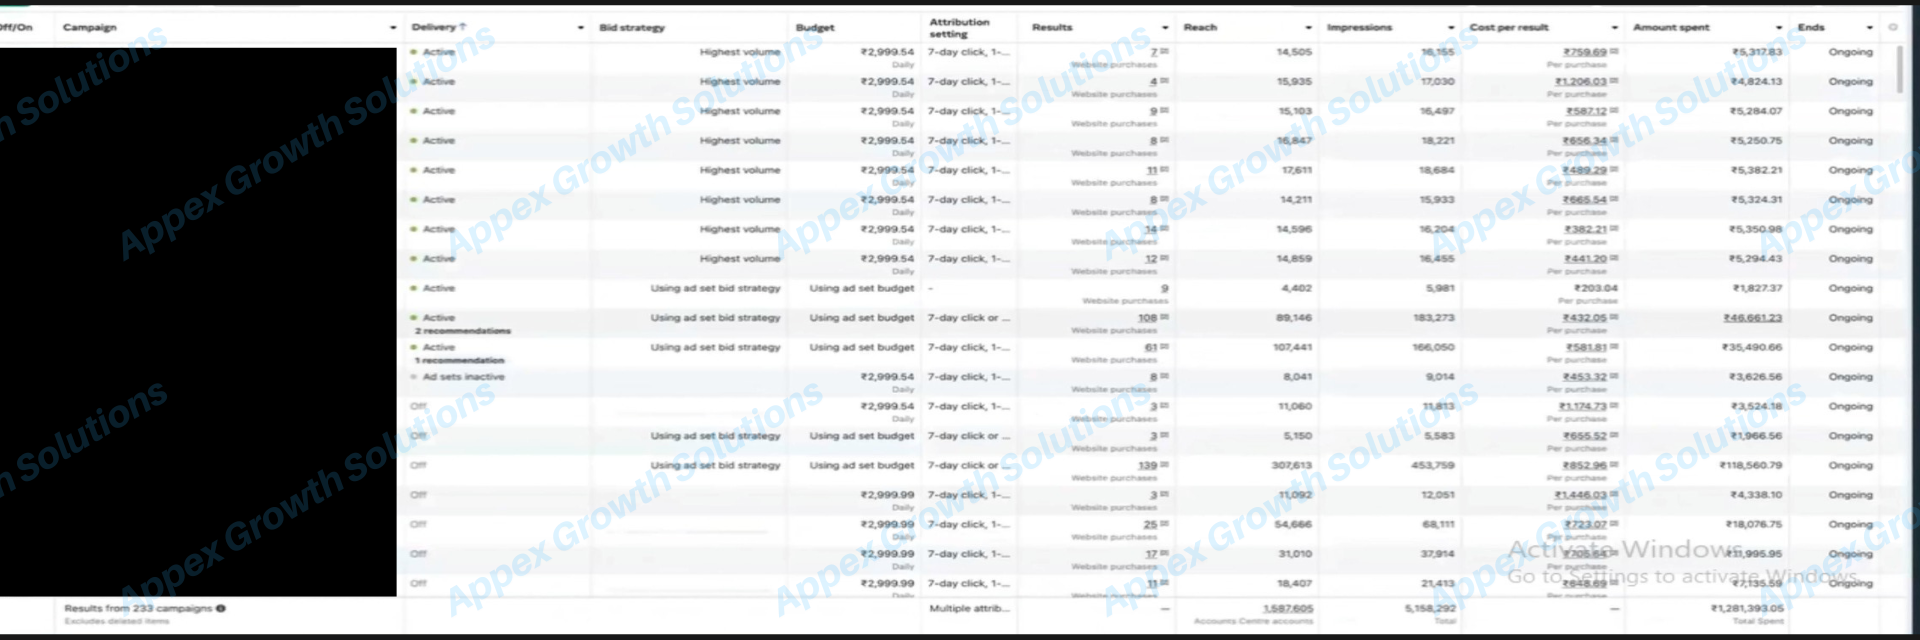 Off/On Campaign Delivery ↑ Bid strategy Budget Attribution setting Results Reach Impressions Cost per result Amount spent Ends
Active Highest volume ₹2,999.54 7-day click, 1-... 7 14,505 16,155 ₹759.69 ₹5,317.83 Ongoing
Daily Website purchases Per purchase
Active Highest volume ₹2,999.54 7-day click, 1-... 4 15,935 17,030 ₹1,206.03 ₹4,824.13 Ongoing
Daily Website purchases Per purchase
Active Highest volume ₹2,999.54 7-day click, 1-... 9 15,103 16,497 ₹587.12 ₹5,284.07 Ongoing
Daily Website purchases Per purchase
Active Highest volume ₹2,999.54 7-day click, 1-... 8 16,847 18,221 ₹656.34 ₹5,250.75 Ongoing
Daily Website purchases Per purchase
Active Highest volume ₹2,999.54 7-day click, 1-... 11 17,611 18,684 ₹489.29 ₹5,382.21 Ongoing
Daily Website purchases Per purchase
Active Highest volume ₹2,999.54 7-day click, 1-... 8 14,211 15,933 ₹665.54 ₹5,324.31 Ongoing
Daily Website purchases Per purchase
Active Highest volume ₹2,999.54 7-day click, 1-... 14 14,596 16,204 ₹382.21 ₹5,350.98 Ongoing
Daily Website purchases Per purchase
Active Highest volume ₹2,999.54 7-day click, 1-... 12 14,859 16,455 ₹441.20 ₹5,294.43 Ongoing
Daily Website purchases Per purchase
Active Using ad set bid strategy Using ad set budget - 9 4,402 5,981 ₹203.04 ₹1,827.37 Ongoing
Website purchases Per purchase
Active Using ad set bid strategy Using ad set budget 7-day click or ... 108 89,146 183,273 ₹432.05 ₹46,661.23 Ongoing
2 recommendations Website purchases Per purchase
Active Using ad set bid strategy Using ad set budget 7-day click, 1-... 61 107,441 166,050 ₹581.81 ₹35,490.66 Ongoing
1 recommendation Website purchases Per purchase
Ad sets inactive ₹2,999.54 7-day click, 1-... 8 8,041 9,014 ₹453.32 ₹3,626.56 Ongoing
Daily Website purchases Per purchase
Off ₹2,999.54 7-day click, 1-... 3 11,060 11,813 ₹1,174.73 ₹3,524.18 Ongoing
Daily Website purchases Per purchase
Off Using ad set bid strategy Using ad set budget 7-day click or ... 3 5,150 5,583 ₹655.52 ₹1,966.56 Ongoing
Website purchases Per purchase
Off Using ad set bid strategy Using ad set budget 7-day click or ... 139 307,613 453,759 ₹852.96 ₹118,560.79 Ongoing
Website purchases Per purchase
Off ₹2,999.99 7-day click, 1-... 3 11,092 12,051 ₹1,446.03 ₹4,338.10 Ongoing
Daily Website purchases Per purchase
Off ₹2,999.99 7-day click, 1-... 25 54,666 68,111 ₹723.07 ₹18,076.75 Ongoing
Daily Website purchases Per purchase
Off ₹2,999.99 7-day click, 1-... 17 31,010 37,914 ₹11,995.95 Ongoing
Daily Website purchases Per purchase
Off ₹2,999.99 7-day click, 1-... 11 18,407 21,413 ₹7,135.59 Ongoing
Daily Website purchases Per purchase
Results from 233 campaigns Multiple attrib... — 1,587,605 5,158,292 — ₹1,281,393.05
Excludes deleted items Accounts Centre accounts Total Total Spent
Activate Windows
Go to Settings to activate Windows.
Appex Growth Solutions